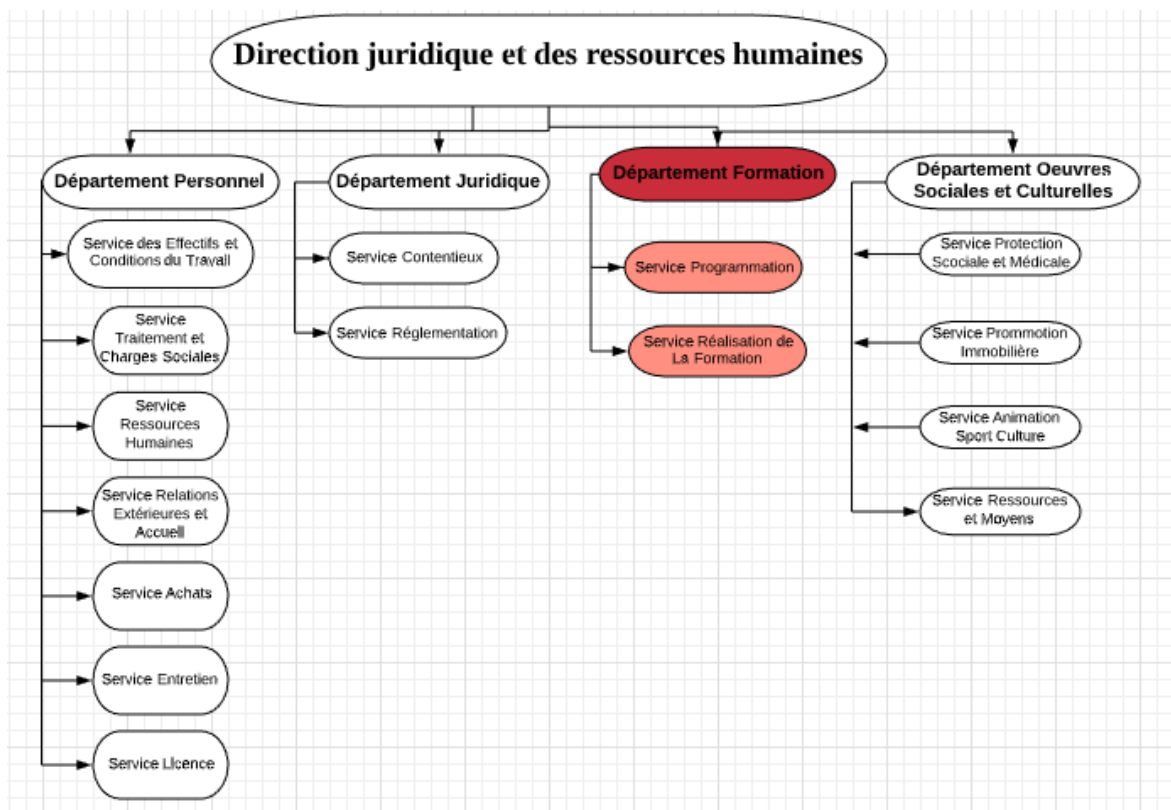 Direction juridique et des ressources humaines
Département Personnel
Service des Effectifs et
Conditions du Travail
Service
Traitement et
Charges Sociales
Service
Ressources
Humaines
Service Relations
Extérieures et
Accueil
Service Achats
Service Entretien
Service Licence
Département Juridique
Service Contentieux
Service Réglementation
Département Formation
Service Programmation
Service Réalisation de
La Formation
Département Oeuvres
Sociales et Culturelles
Service Protection
Scociale et Médicale
Service Prommotion
Immobilière
Service Animation
Sport Culture
Service Ressources
et Moyens